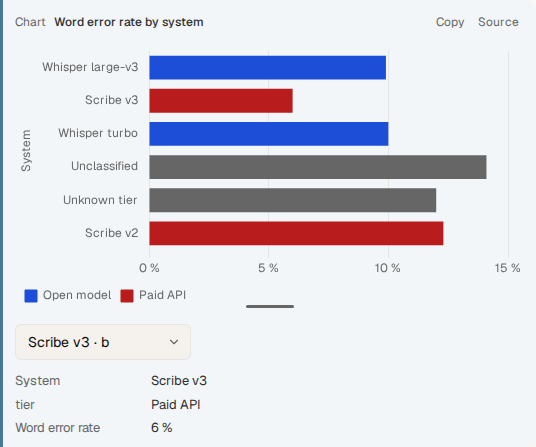 Chart Word error rate by system Copy Source
Whisper large-v3
Scribe v3
Whisper turbo
Unclassified
Unknown tier
Scribe v2
System
0 % 5 % 10 % 15 %
Open model Paid API
Scribe v3 · b
System Scribe v3
tier Paid API
Word error rate 6 %